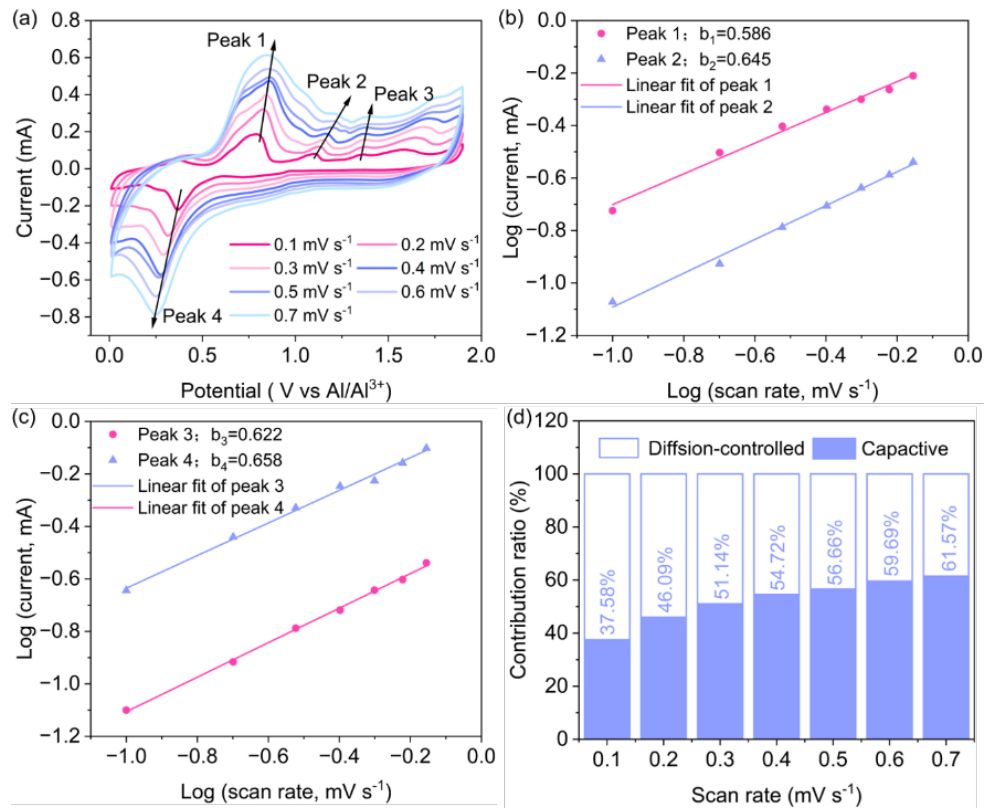 (a)
0.8
0.6
0.4
0.2
0.0
−0.2
−0.4
−0.6
−0.8
Current (mA)
Peak 1
Peak 2
Peak 3
Peak 4
0.1 mV s⁻¹ 0.2 mV s⁻¹
0.3 mV s⁻¹ 0.4 mV s⁻¹
0.5 mV s⁻¹ 0.6 mV s⁻¹
0.7 mV s⁻¹
0.0 0.5 1.0 1.5 2.0
Potential ( V vs Al/Al³⁺)
(b)
0.0
−0.2
−0.4
−0.6
−0.8
−1.0
−1.2
Log (current, mA)
Peak 1; b₁=0.586
Peak 2; b₂=0.645
Linear fit of peak 1
Linear fit of peak 2
−1.0 −0.8 −0.6 −0.4 −0.2 0.0
Log (scan rate, mV s⁻¹)
(c)
0.0
−0.2
−0.4
−0.6
−0.8
−1.0
−1.2
Log (current, mA)
Peak 3; b₃=0.622
Peak 4; b₄=0.658
Linear fit of peak 3
Linear fit of peak 4
−1.0 −0.8 −0.6 −0.4 −0.2 0.0
Log (scan rate, mV s⁻¹)
(d)
120
100
80
60
40
20
0
Contribution ratio (%)
Diffsion-controlled Capactive
37.58%
46.09%
51.14%
54.72%
56.66%
59.69%
61.57%
0.1 0.2 0.3 0.4 0.5 0.6 0.7
Scan rate (mV s⁻¹)